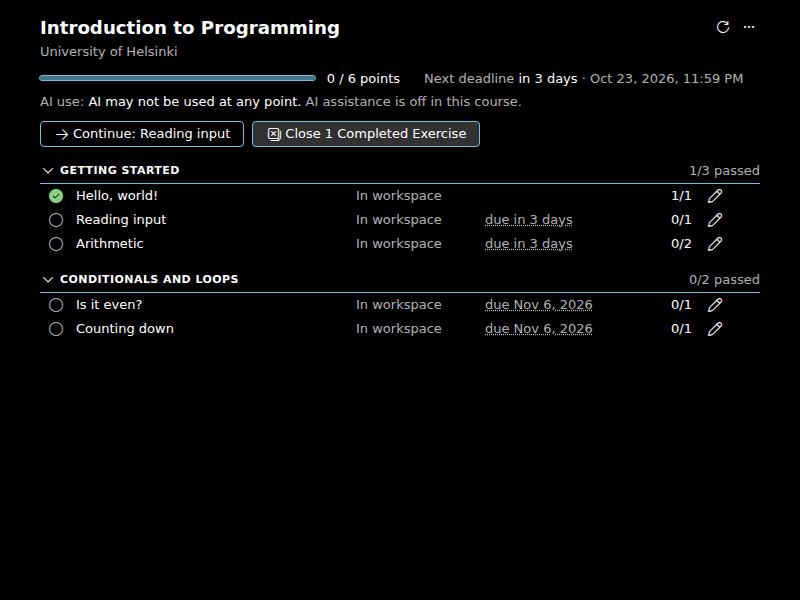 Introduction to Programming
University of Helsinki
0 / 6 points Next deadline in 3 days · Oct 23, 2026, 11:59 PM
AI use: AI may not be used at any point. AI assistance is off in this course.
Continue: Reading input Close 1 Completed Exercise
GETTING STARTED 1/3 passed
Hello, world! In workspace 1/1
Reading input In workspace due in 3 days 0/1
Arithmetic In workspace due in 3 days 0/2
CONDITIONALS AND LOOPS 0/2 passed
Is it even? In workspace due Nov 6, 2026 0/1
Counting down In workspace due Nov 6, 2026 0/1